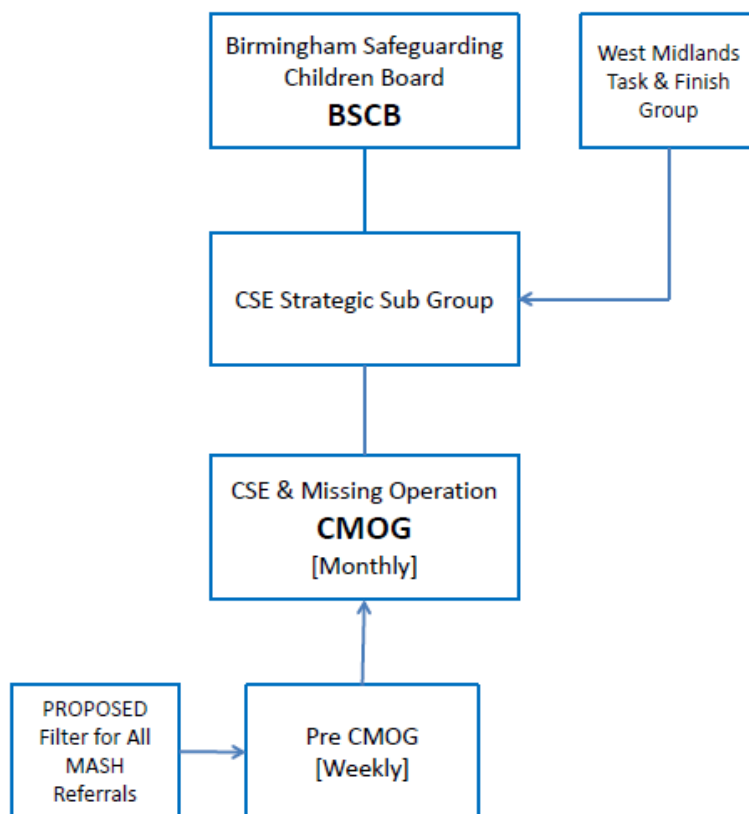 Birmingham Safeguarding
Children Board
BSCB
West Midlands
Task & Finish
Group
CSE Strategic Sub Group
CSE & Missing Operation
CMOG
[Monthly]
PROPOSED
Filter for All
MASH
Referrals
Pre CMOG
[Weekly]